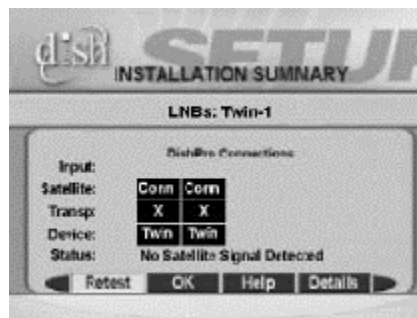 dish SETUP
INSTALLATION SUMMARY
LNBs: Twin-1
DishPro Connections
Input:
Satellite: Conn Conn
Transp: X X
Device: Twin Twin
Status: No Satellite Signal Detected
Retest OK Help Details